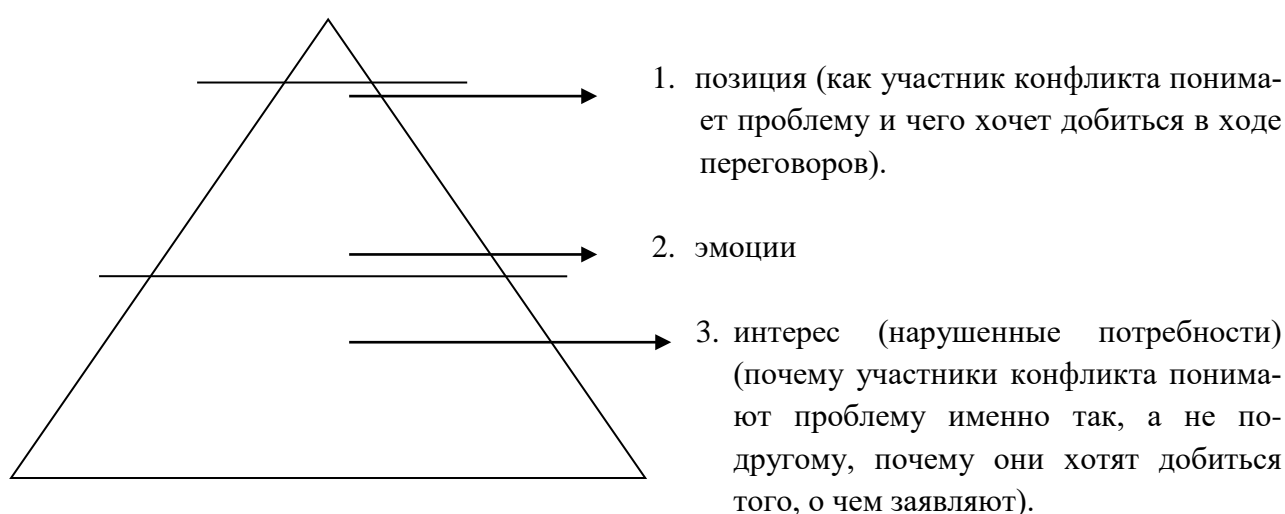 1. позиция (как участник конфликта понима-
ет проблему и чего хочет добиться в ходе
переговоров).
2. эмоции
3. интерес (нарушенные потребности)
(почему участники конфликта понима-
ют проблему именно так, а не по-
другому, почему они хотят добиться
того, о чем заявляют).